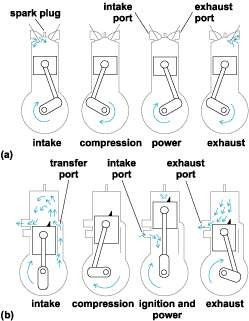 spark plug
intake
port
exhaust
port
intake
compression
power
exhaust
(a)
transfer
port
intake
port
exhaust
port
intake
compression
ignition and
power
exhaust
(b)